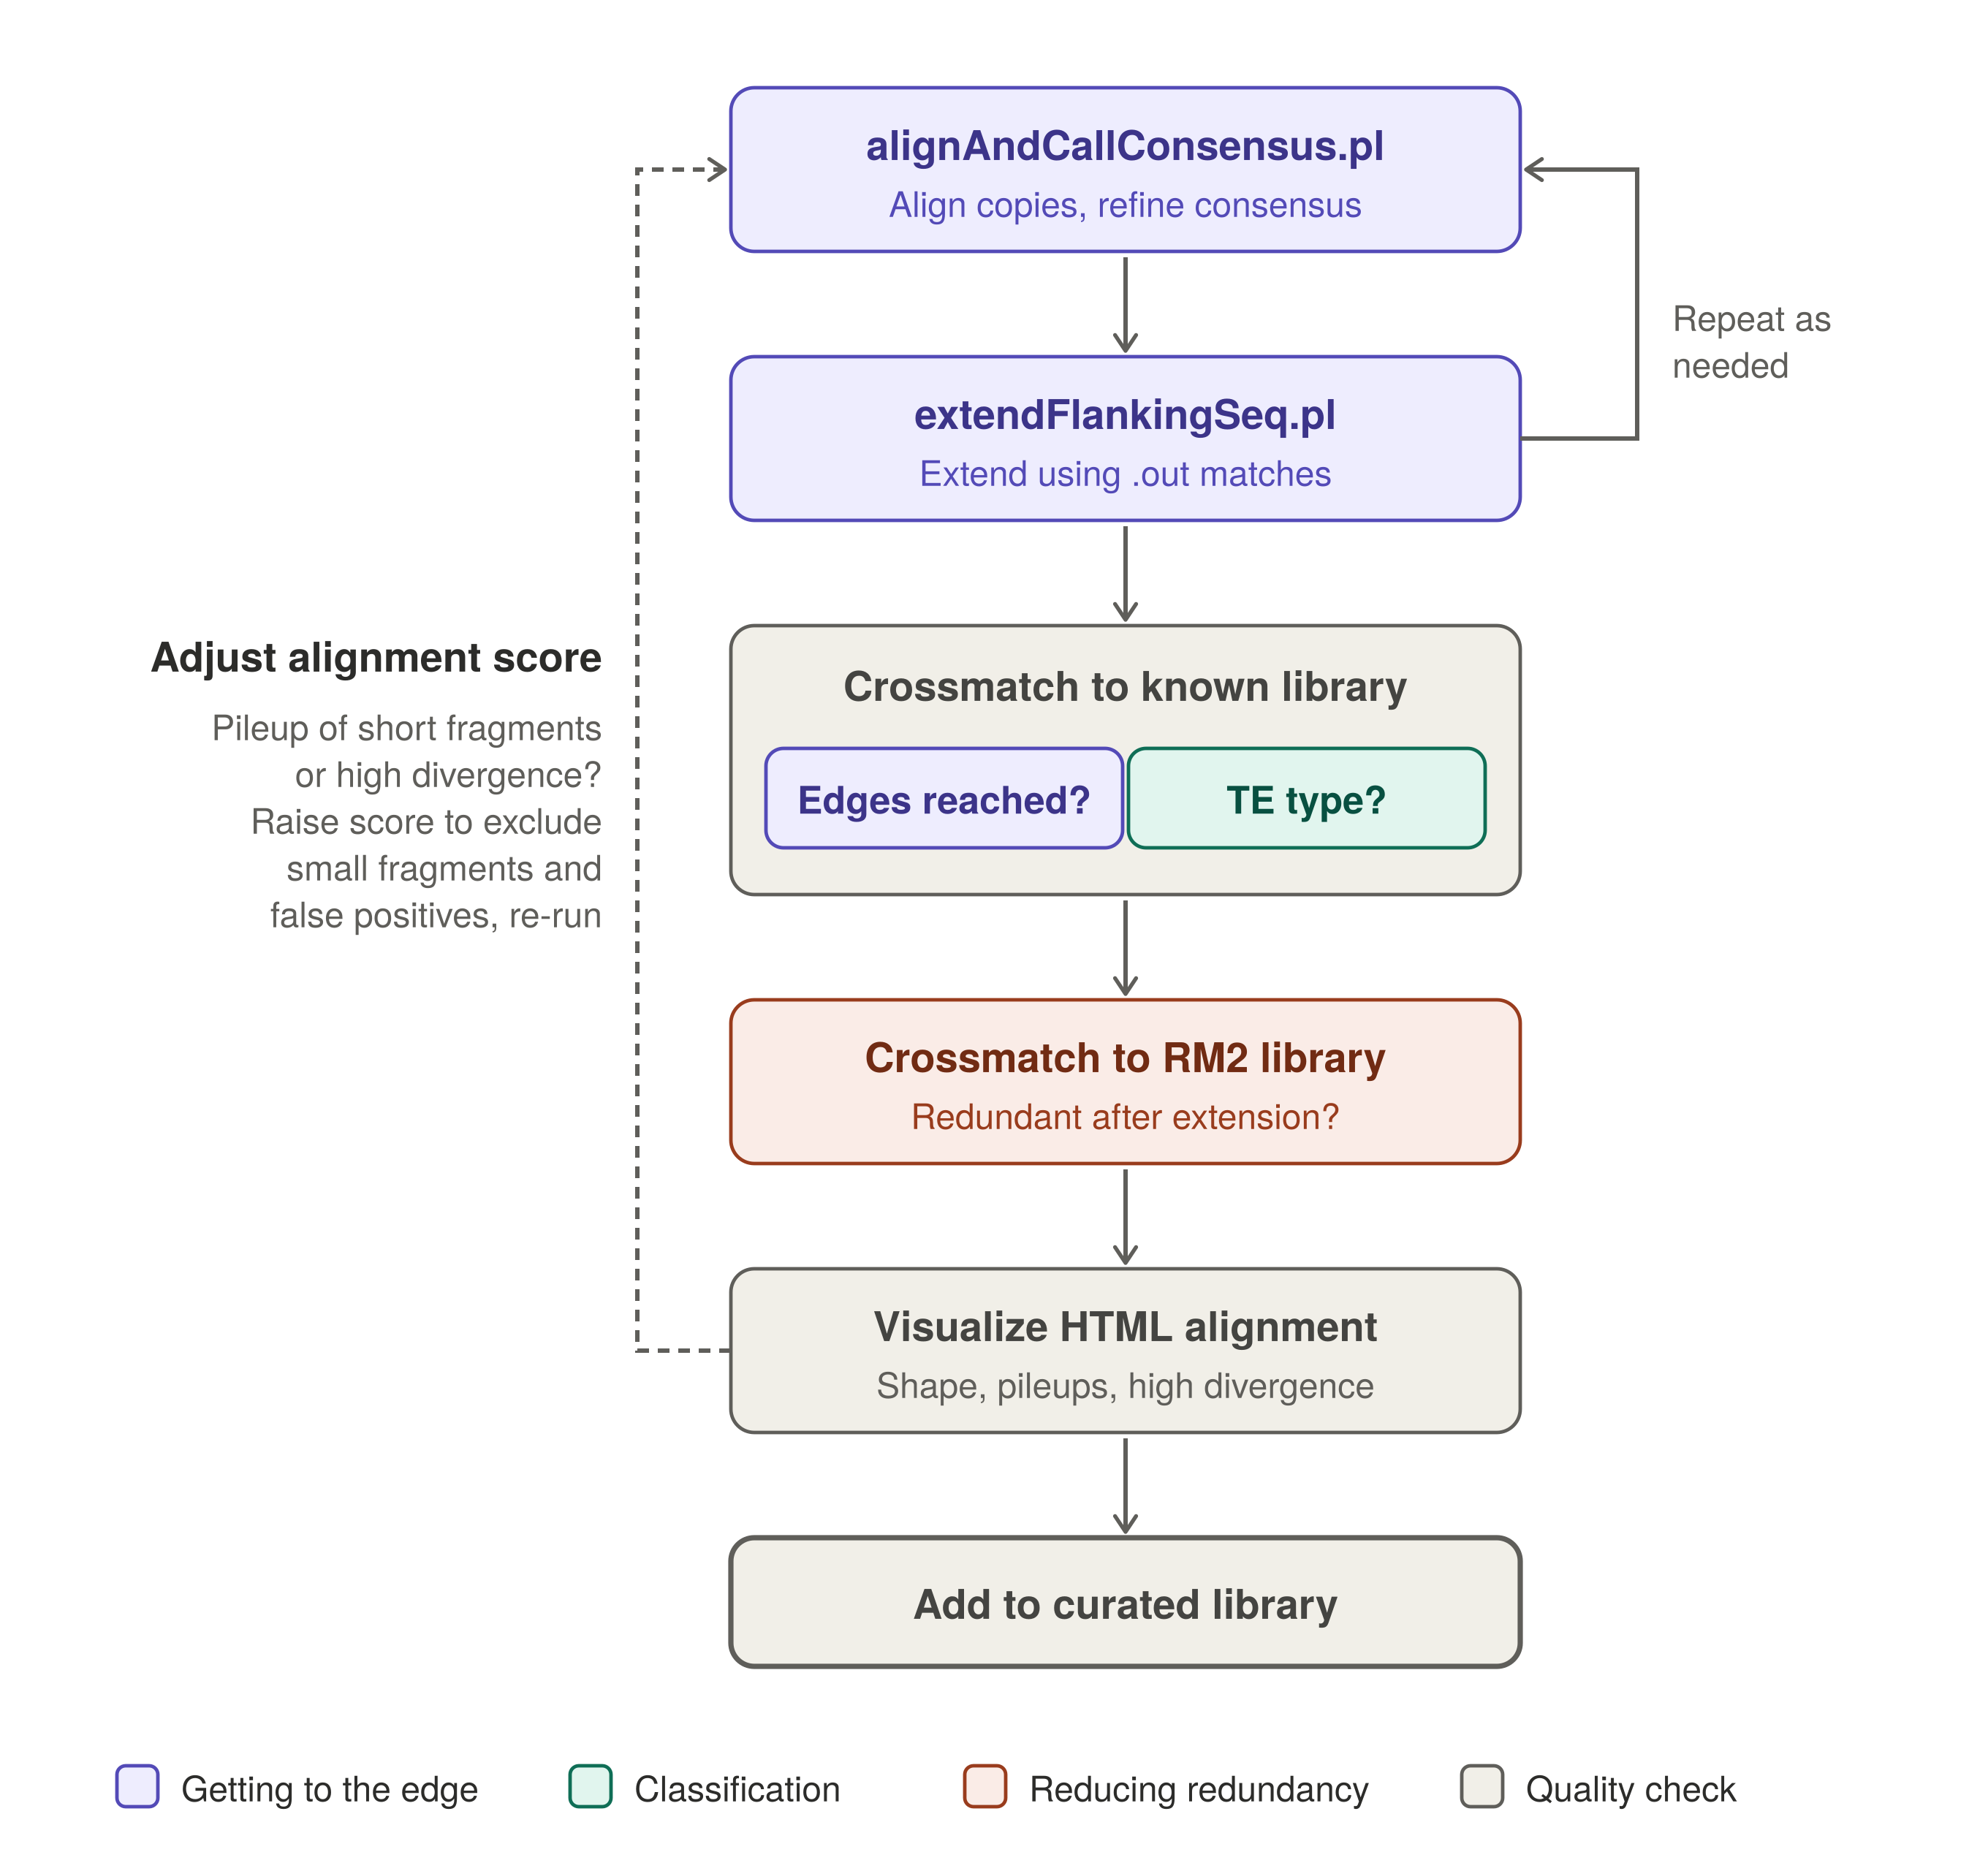 alignAndCallConsensus.pl
Align copies, refine consensus
Repeat as
needed
extendFlankingSeq.pl
Extend using .out matches
Adjust alignment score
Pileup of short fragments
or high divergence?
Raise score to exclude
small fragments and
false positives, re-run
Crossmatch to known library
Edges reached?
TE type?
Crossmatch to RM2 library
Redundant after extension?
Visualize HTML alignment
Shape, pileups, high divergence
Add to curated library
Getting to the edge
Classification
Reducing redundancy
Quality check